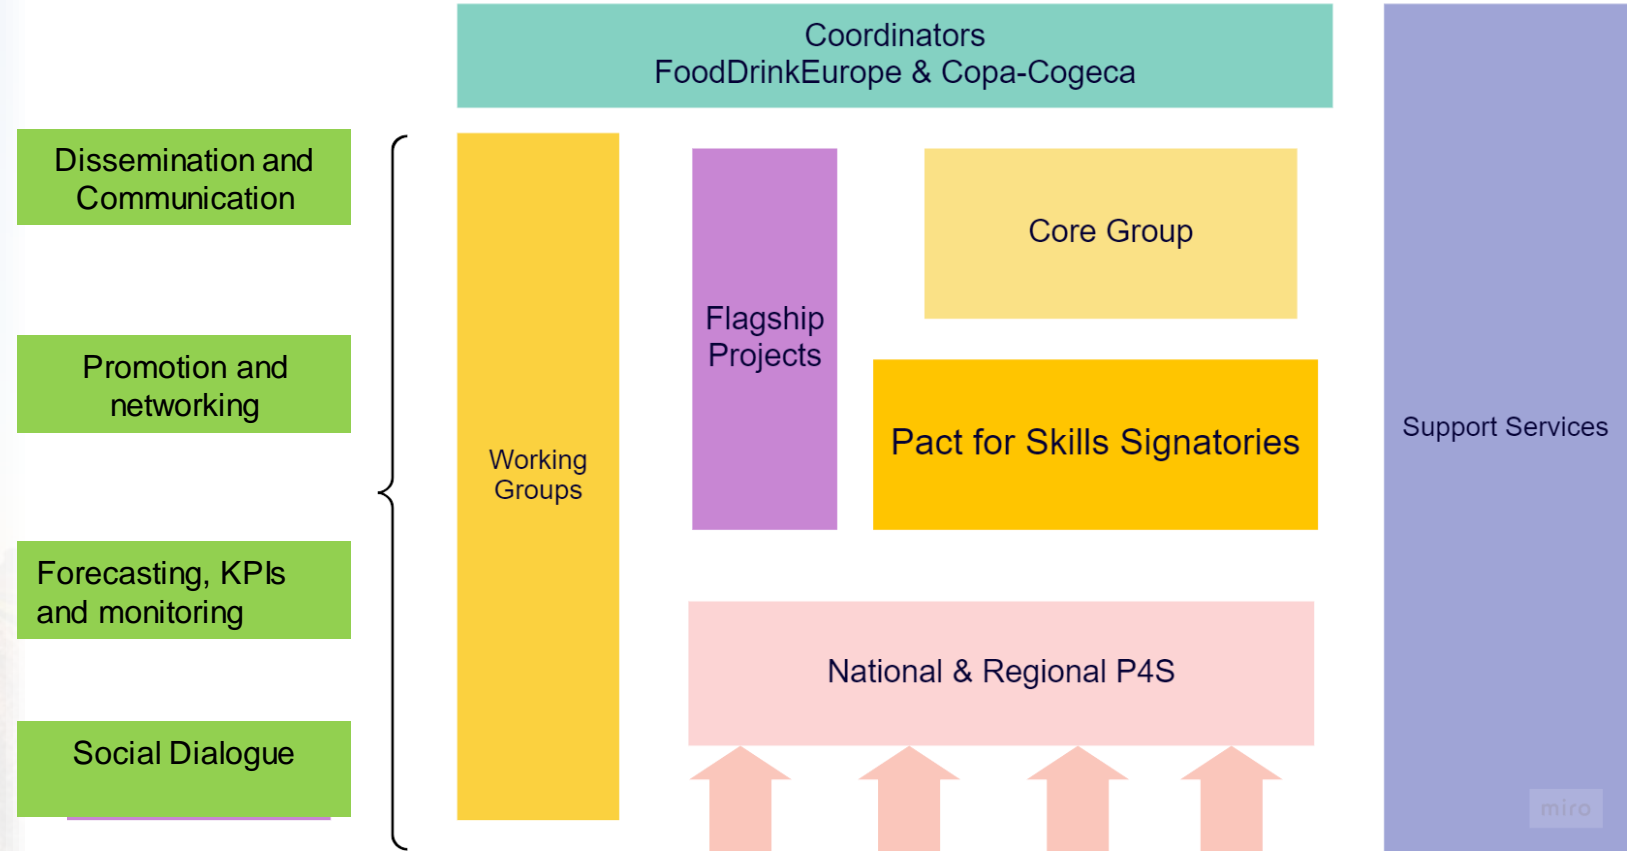 Coordinators
FoodDrinkEurope & Copa-Cogeca
Dissemination and
Communication
Promotion and
networking
Forecasting, KPIs
and monitoring
Social Dialogue
Working
Groups
Flagship
Projects
Core Group
Pact for Skills Signatories
National & Regional P4S
Support Services
miro